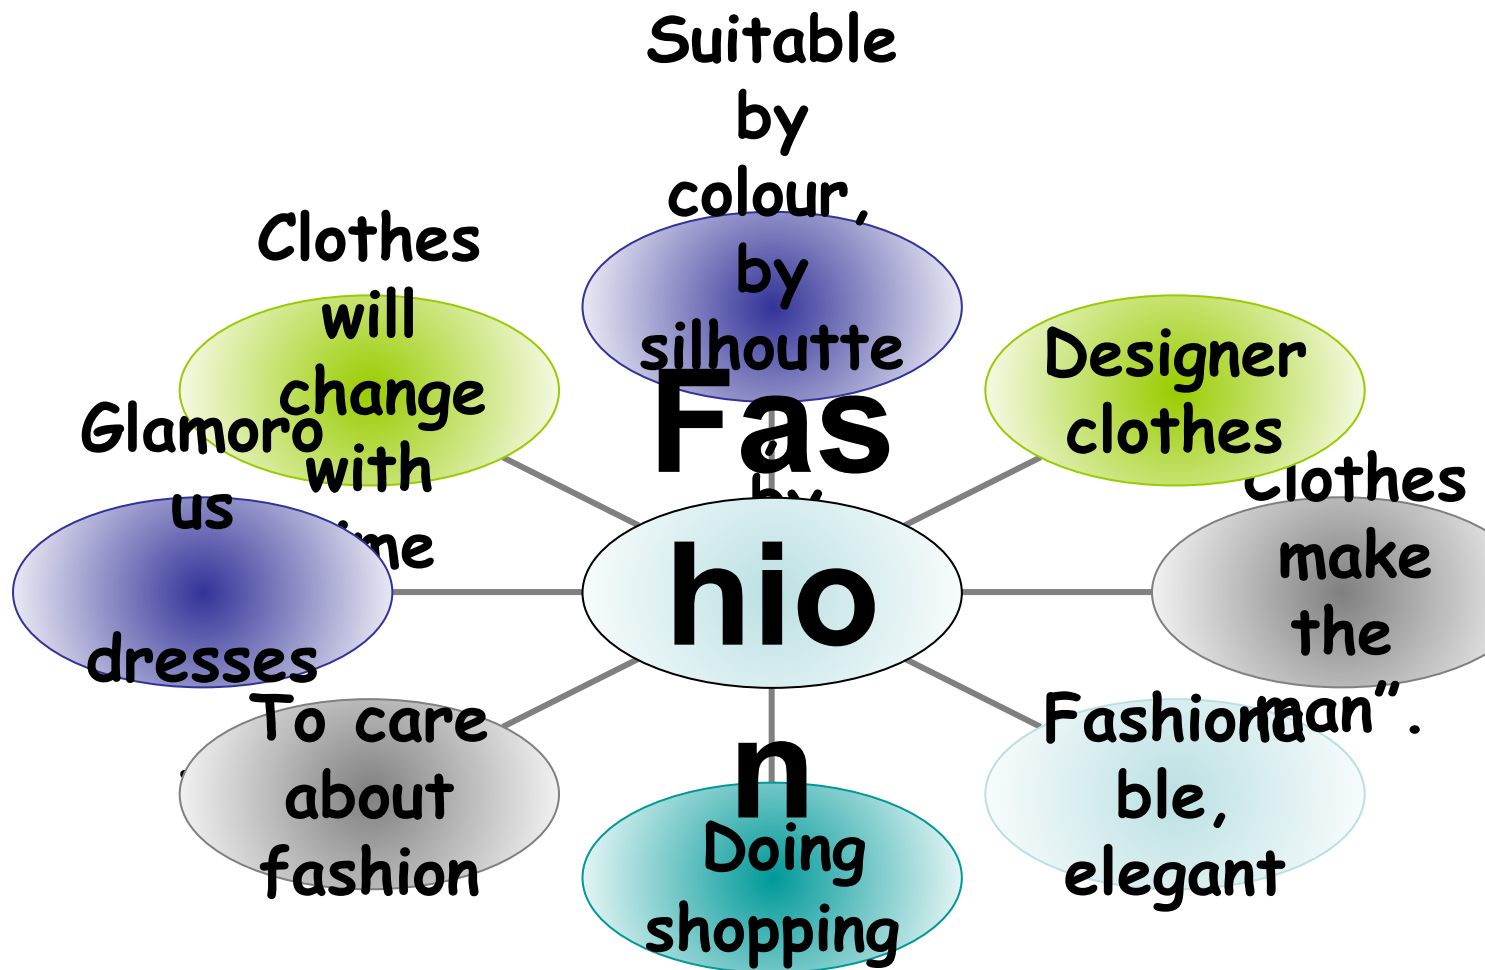 Suitable
by
colour,
by
silhoutte
,
by
Clothes
will
change
with
Designer
clothes
Glamoro
us
dresses
Fas
hio
n
Clothes
make
the
man”.
To care
about
fashion
Fashiona
ble,
elegant
Doing
shopping